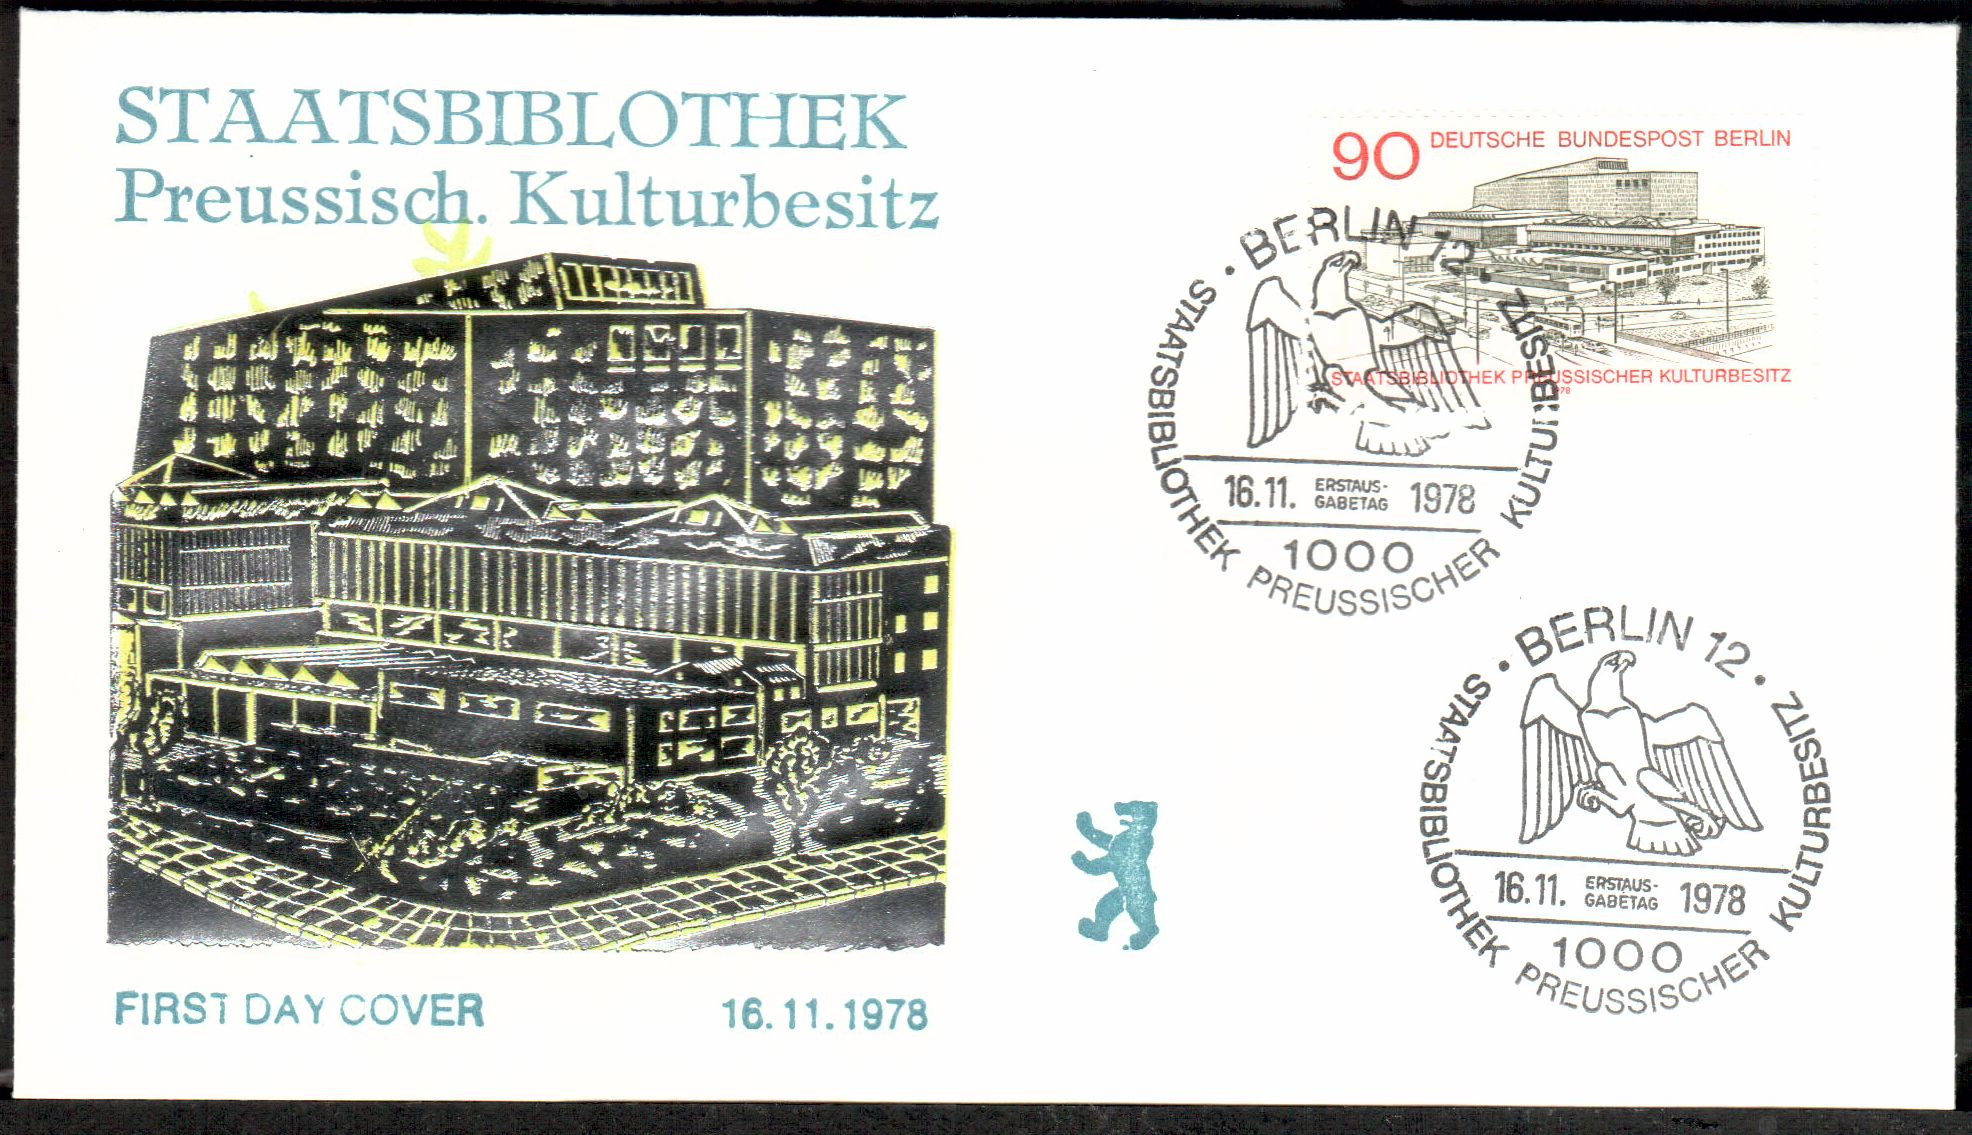 STAATSBIBLOTHEK
Preussisch. Kulturbesitz
FIRST DAY COVER
16.11.1978
90 DEUTSCHE BUNDESPOST BERLIN
STAATSBIBLIOTHEK PREUSSISCHER KULTURBESITZ
78
• BERLIN 12 •
STAATSBIBLIOTHEK PREUSSISCHER KULTURBESITZ
16.11. ERSTAUS-
GABETAG 1978
1000
• BERLIN 12 •
STAATSBIBLIOTHEK PREUSSISCHER KULTURBESITZ
16.11. ERSTAUS-
GABETAG 1978
1000